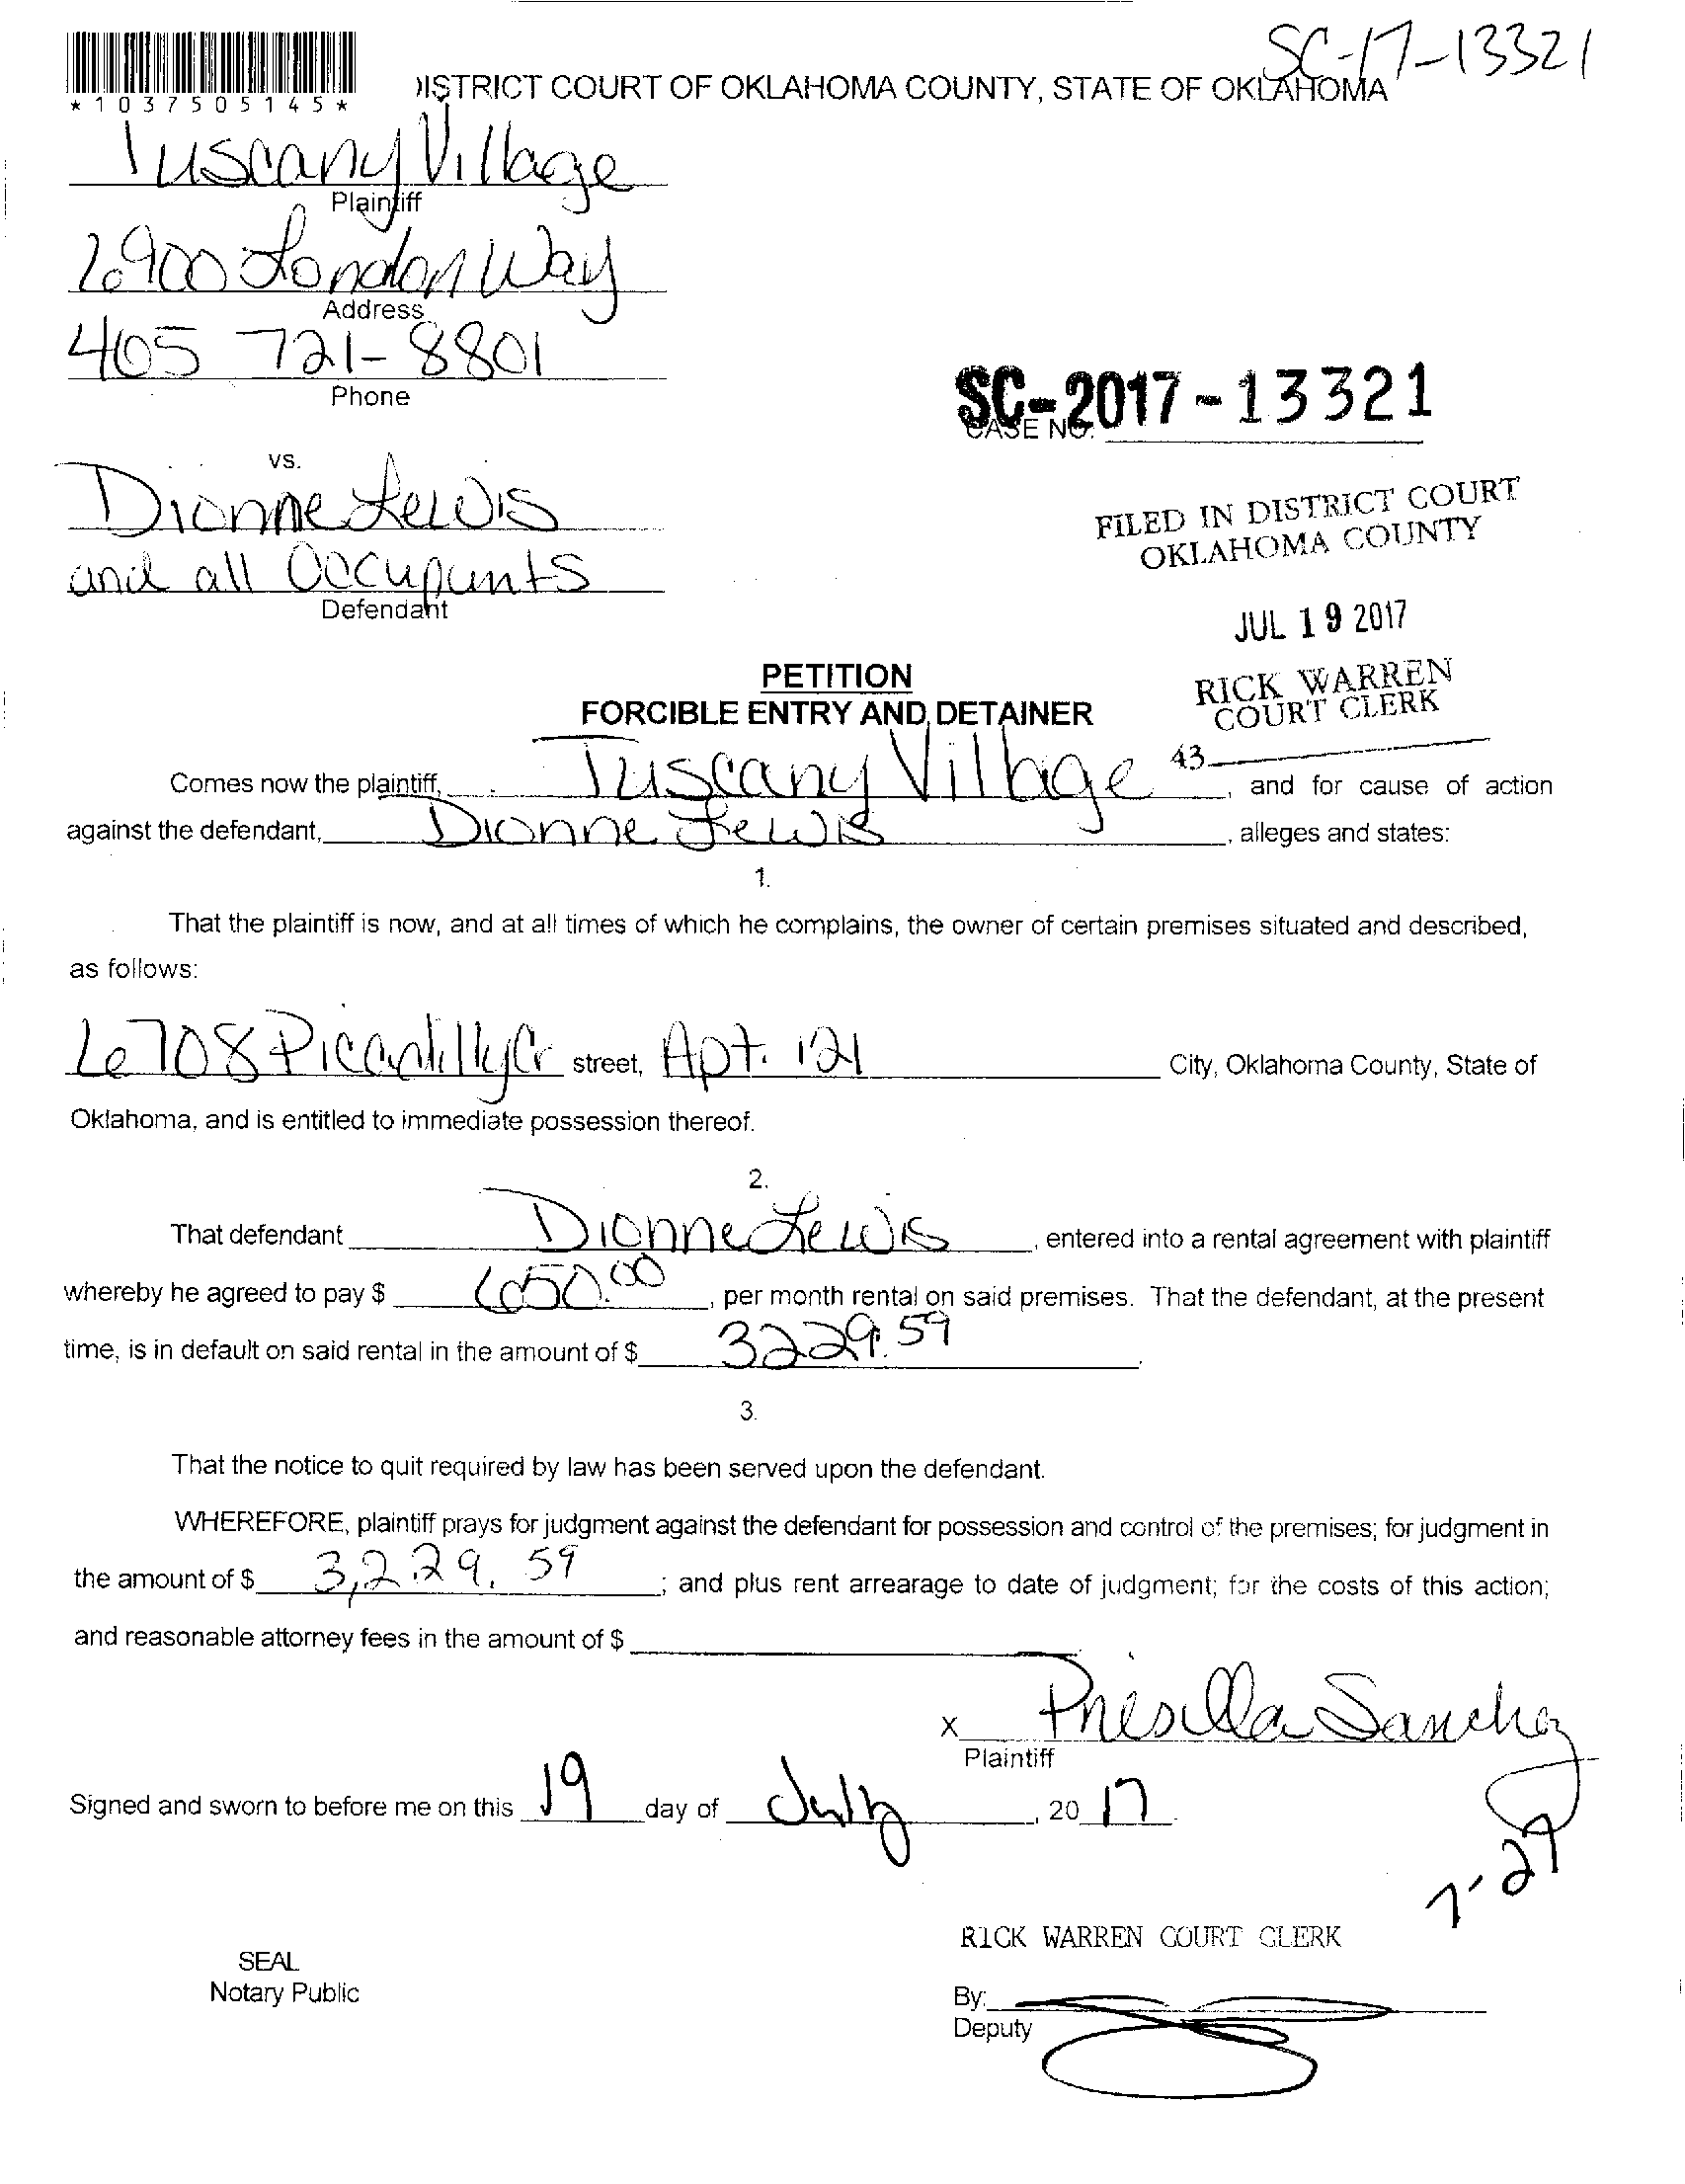 SC-17-13321
*1037505145*
DISTRICT COURT OF OKLAHOMA COUNTY, STATE OF OKLAHOMA
Tuscany Village
Plaintiff
6900 London Way
Address
405 721-8801
Phone
SC-2017-13321
CASE NO.
vs.
Dionne Lewis
and all Occupants
Defendant
FILED IN DISTRICT COURT
OKLAHOMA COUNTY
JUL 19 2017
RICK WARREN
COURT CLERK
43
PETITION
FORCIBLE ENTRY AND DETAINER
Comes now the plaintiff, Tuscany Village, and for cause of action
against the defendant, Dionne Lewis, alleges and states:
1.
That the plaintiff is now, and at all times of which he complains, the owner of certain premises situated and described,
as follows:
6708 Picadilly Cr street, Apt. 121 City, Oklahoma County, State of
Oklahoma, and is entitled to immediate possession thereof.
2.
That defendant Dionne Lewis, entered into a rental agreement with plaintiff
whereby he agreed to pay $ 650.00, per month rental on said premises. That the defendant, at the present
time, is in default on said rental in the amount of $ 3229.59.
3.
That the notice to quit required by law has been served upon the defendant.
WHEREFORE, plaintiff prays for judgment against the defendant for possession and control of the premises; for judgment in
the amount of $ 3,229.59; and plus rent arrearage to date of judgment; for the costs of this action;
and reasonable attorney fees in the amount of $
x Prisilla Sanchez
Plaintiff
Signed and sworn to before me on this 19 day of July, 20 17.
7-27
RICK WARREN COURT CLERK
SEAL
Notary Public
By:
Deputy